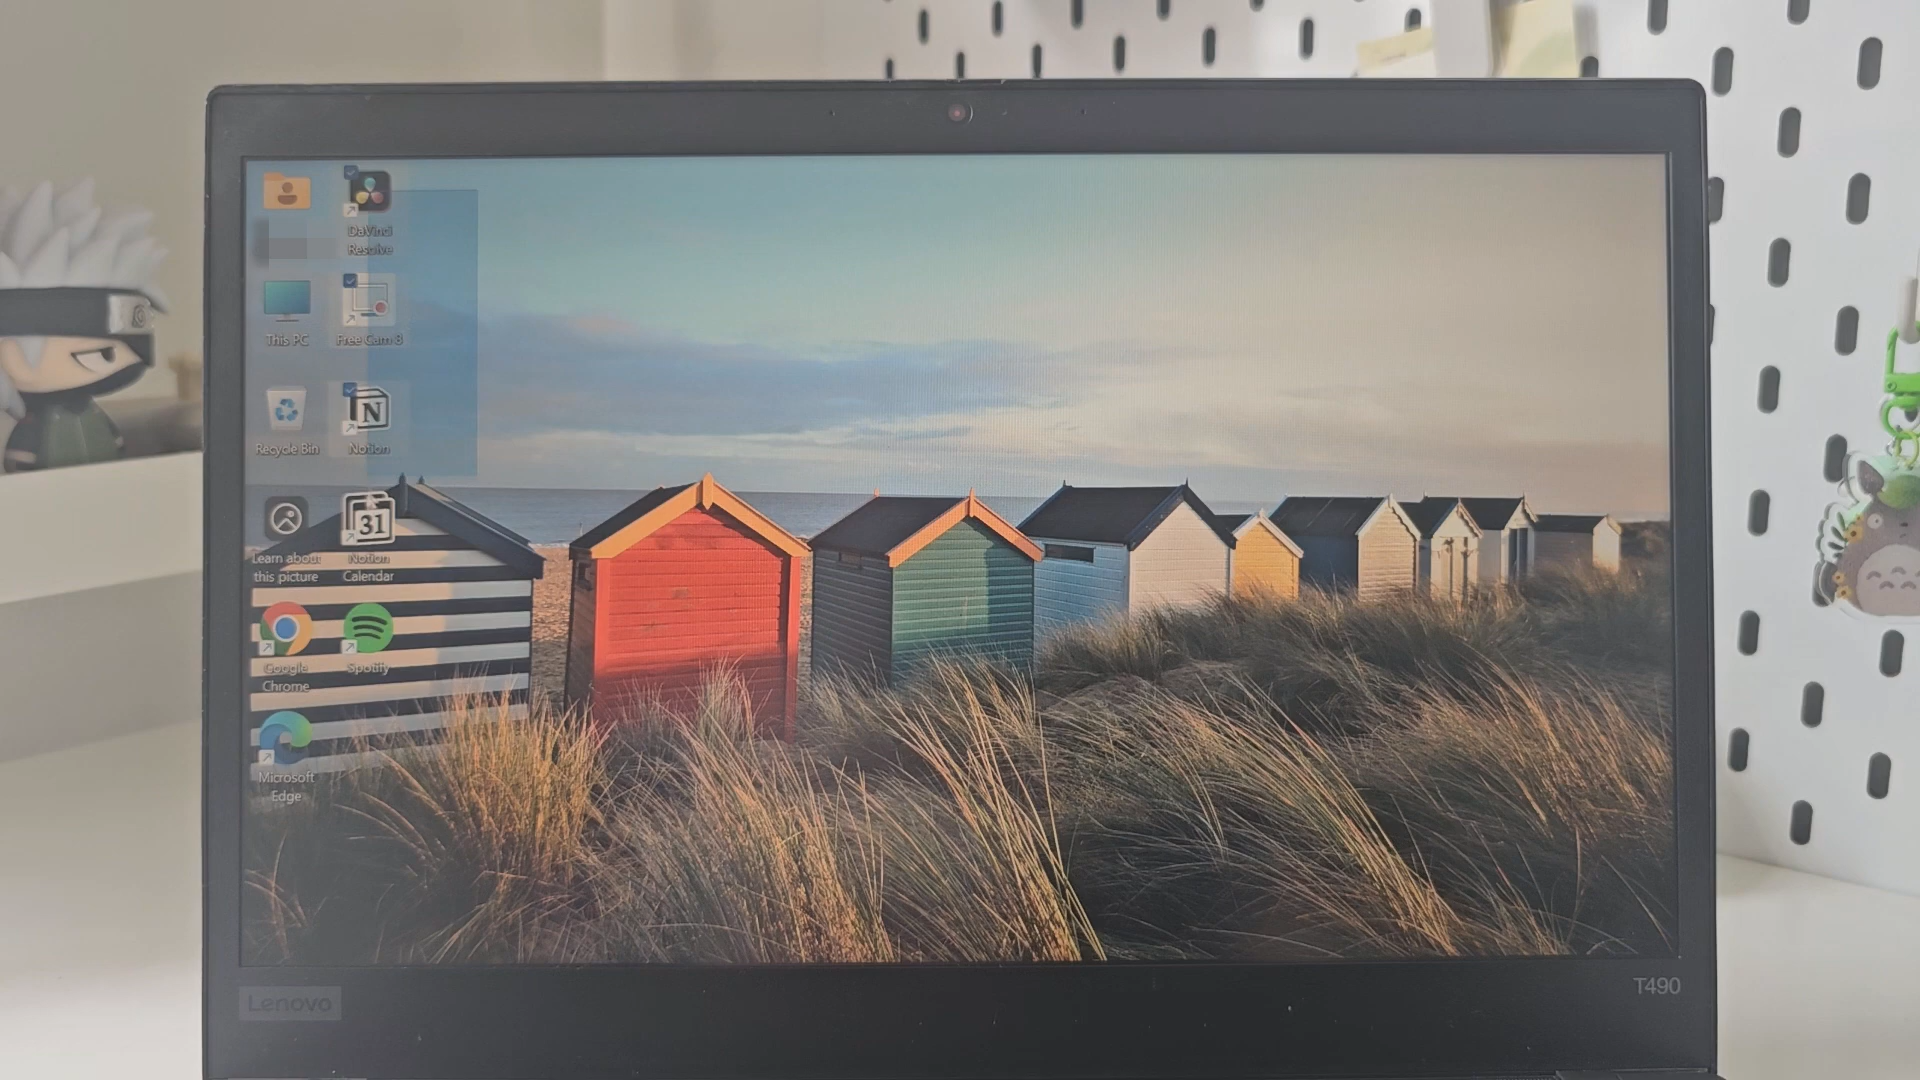 DaVinci
Resolve
This PC
Free Cam 8
Recycle Bin
N
Notion
31
Learn about
this picture
Notion
Calendar
Google
Chrome
Spotify
Microsoft
Edge
Lenovo
T490